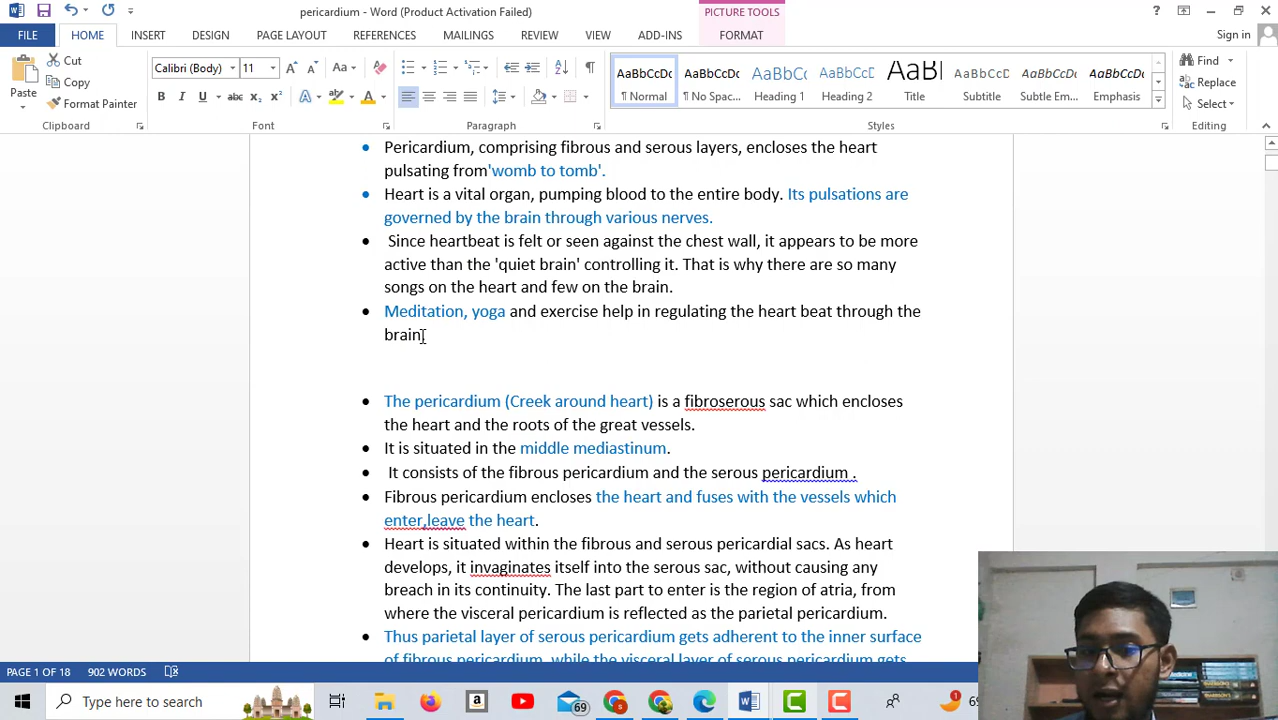 pericardium - Word (Product Activation Failed)
PICTURE TOOLS
FILE HOME INSERT DESIGN PAGE LAYOUT REFERENCES MAILINGS REVIEW VIEW ADD-INS FORMAT Sign in
Paste
Cut
Copy
Format Painter
Clipboard
Calibri (Body) 11
Font
Paragraph
AaBbCcDc AaBbCcDc AaBbC AaBbCc AaBl AaBbCcD AaBbCcDc AaBbCcDc
¶ Normal ¶ No Spac... Heading 1 Heading 2 Title Subtitle Subtle Em... Emphasis
Styles
Find
Replace
Select
Editing
• Pericardium, comprising fibrous and serous layers, encloses the heart
pulsating from'womb to tomb'.
• Heart is a vital organ, pumping blood to the entire body. Its pulsations are
governed by the brain through various nerves.
• Since heartbeat is felt or seen against the chest wall, it appears to be more
active than the 'quiet brain' controlling it. That is why there are so many
songs on the heart and few on the brain.
• Meditation, yoga and exercise help in regulating the heart beat through the
brain.
• The pericardium (Creek around heart) is a fibroserous sac which encloses
the heart and the roots of the great vessels.
• It is situated in the middle mediastinum.
• It consists of the fibrous pericardium and the serous pericardium .
• Fibrous pericardium encloses the heart and fuses with the vessels which
enter,leave the heart.
• Heart is situated within the fibrous and serous pericardial sacs. As heart
develops, it invaginates itself into the serous sac, without causing any
breach in its continuity. The last part to enter is the region of atria, from
where the visceral pericardium is reflected as the parietal pericardium.
• Thus parietal layer of serous pericardium gets adherent to the inner surface
of fibrous pericardium, while the visceral layer of serous pericardium gets
PAGE 1 OF 18 902 WORDS
Type here to search
69